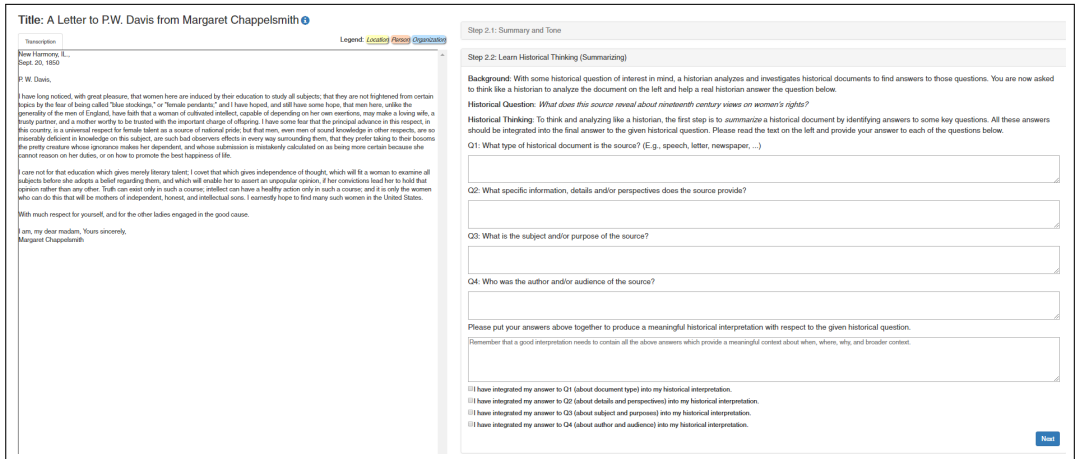 Title: A Letter to P.W. Davis from Margaret Chappelsmith
Transcription
Legend: Location Person Organization
New Harmony, IL.,
Sept. 20, 1850
P. W. Davis,
I have long noticed, with great pleasure, that women here are induced by their education to study all subjects; that they are not frightened from certain
topics by the fear of being called "blue stockings," or "female pendants;" and I have hoped, and still have some hope, that men here, unlike the
generality of the men of England, have faith that a woman of cultivated intellect, capable of depending on her own exertions, may make a loving wife, a
trusty partner, and a mother worthy to be trusted with the important charge of offspring. I have some fear that the principal advance in this respect, in
this country, is a universal respect for female talent as a source of national pride; but that men, even men of sound knowledge in other respects, are so
miserably deficient in knowledge on this subject, are such bad observers effects in every way surrounding them, that they prefer taking to their bosoms
the pretty creature whose ignorance makes her dependent, and whose submission is mistakenly calculated on as being more certain because she
cannot reason on her duties, or on how to promote the best happiness of life.
I care not for that education which gives merely literary talent; I covet that which gives independence of thought, which will fit a woman to examine all
subjects before she adopts a belief regarding them, and which will enable her to assert an unpopular opinion, if her convictions lead her to hold that
opinion rather than any other. Truth can exist only in such a course; intellect can have a healthy action only in such a course; and it is only the women
who can do this that will be mothers of independent, honest, and intellectual sons. I earnestly hope to find many such women in the United States.
With much respect for yourself, and for the other ladies engaged in the good cause.
I am, my dear madam, Yours sincerely,
Margaret Chappelsmith
Step 2.1: Summary and Tone
Step 2.2: Learn Historical Thinking (Summarizing)
Background: With some historical question of interest in mind, a historian analyzes and investigates historical documents to find answers to those questions. You are now asked
to think like a historian to analyze the document on the left and help a real historian answer the question below.
Historical Question: What does this source reveal about nineteenth century views on women's rights?
Historical Thinking: To think and analyzing like a historian, the first step is to summarize a historical document by identifying answers to some key questions. All these answers
should be integrated into the final answer to the given historical question. Please read the text on the left and provide your answer to each of the questions below.
Q1: What type of historical document is the source? (E.g., speech, letter, newspaper, ...)
Q2: What specific information, details and/or perspectives does the source provide?
Q3: What is the subject and/or purpose of the source?
Q4: Who was the author and/or audience of the source?
Please put your answers above together to produce a meaningful historical interpretation with respect to the given historical question.
Remember that a good interpretation needs to contain all the above answers which provide a meaningful context about when, where, why, and broader context.
I have integrated my answer to Q1 (about document type) into my historical interpretation.
I have integrated my answer to Q2 (about details and perspectives) into my historical interpretation.
I have integrated my answer to Q3 (about subject and purposes) into my historical interpretation.
I have integrated my answer to Q4 (about author and audience) into my historical interpretation.
Next